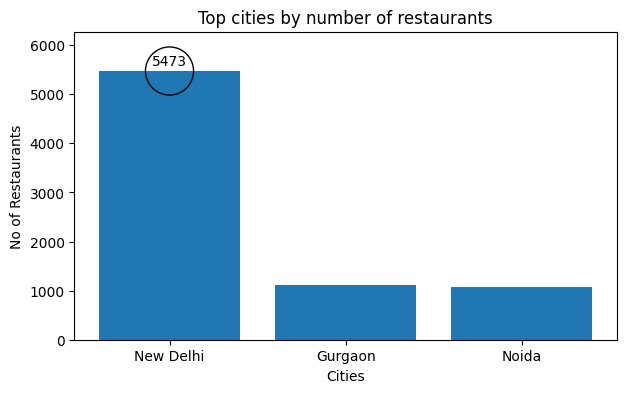 Top cities by number of restaurants
6000
5000
4000
3000
2000
1000
0
No of Restaurants
5473
New Delhi
Gurgaon
Noida
Cities